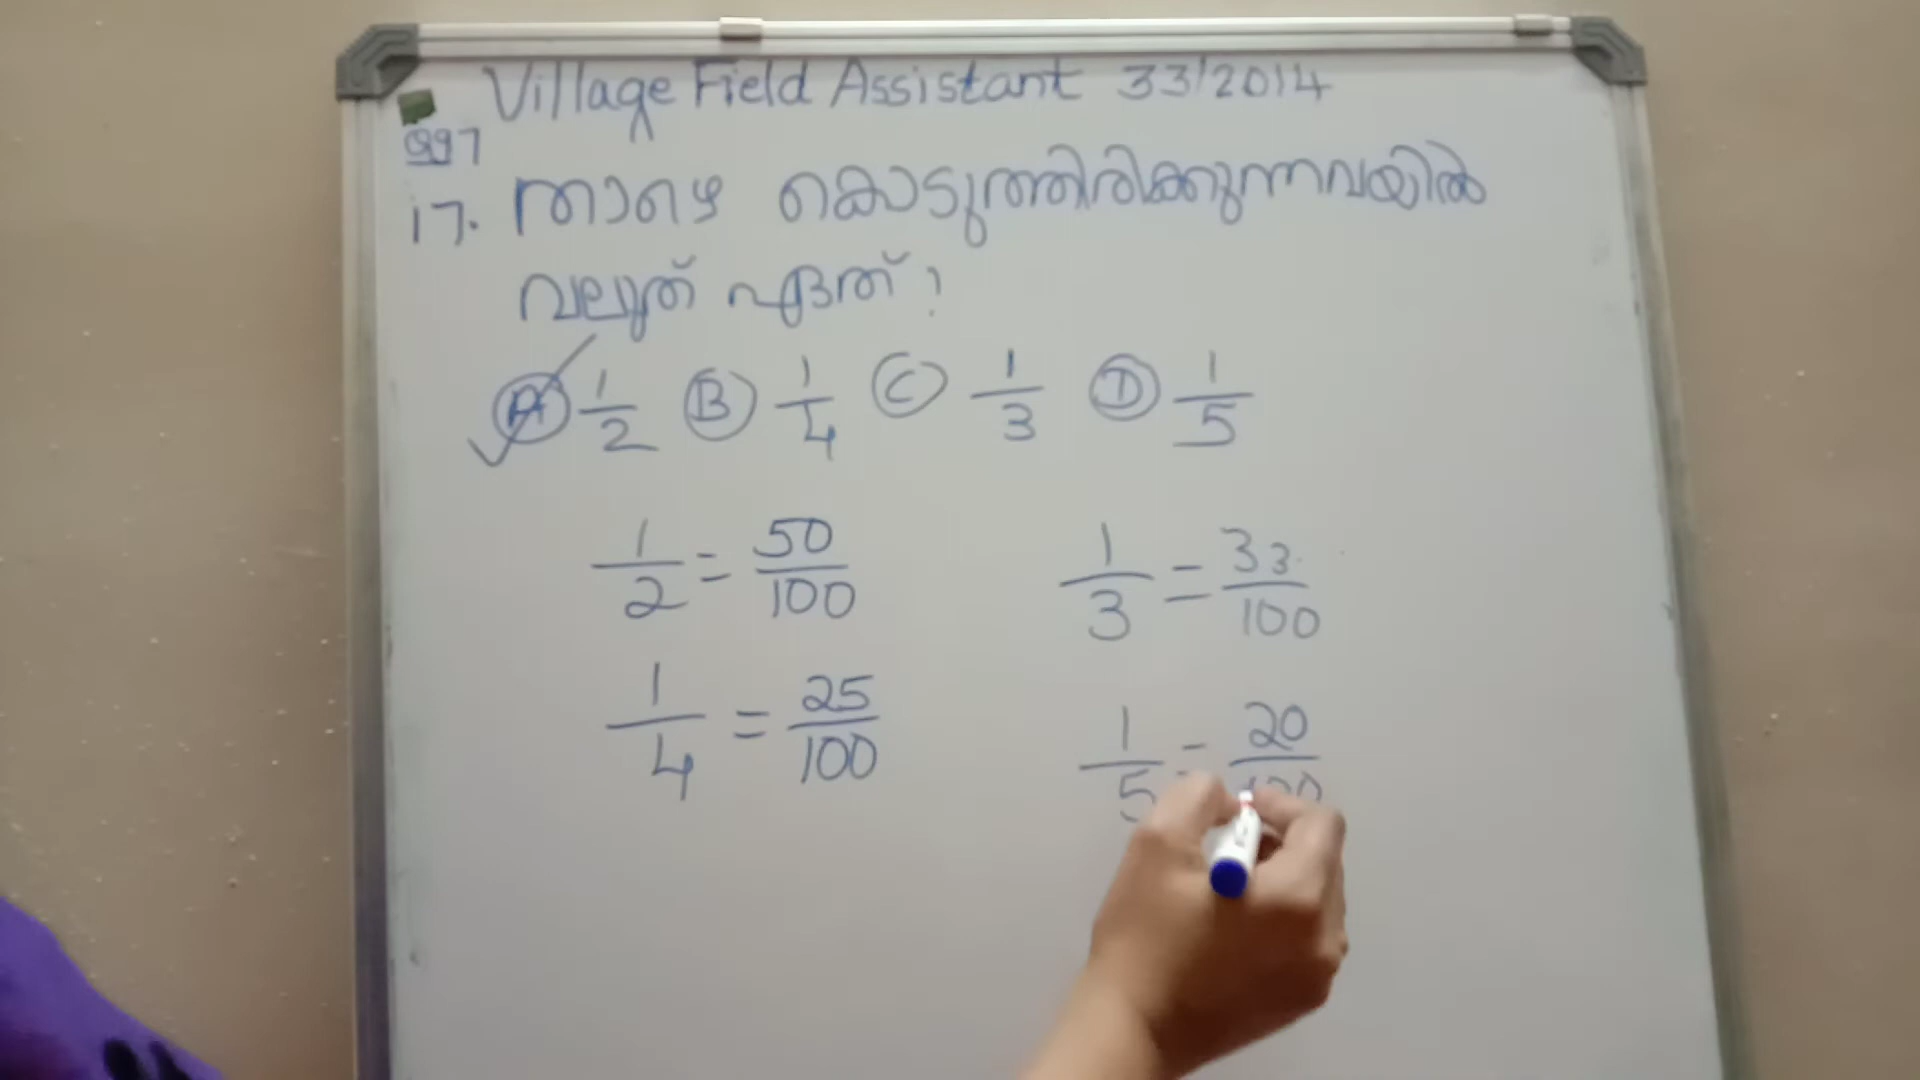 Village Field Assistant 33/2014
997
17. താഴെ കൊടുത്തിരിക്കുന്നവയിൽ
വലുത് ഏത്?
A 1/2 B 1/4 C 1/3 D 1/5
1/2 = 50/100 1/3 = 33/100
1/4 = 25/100 1/5 = 20/100